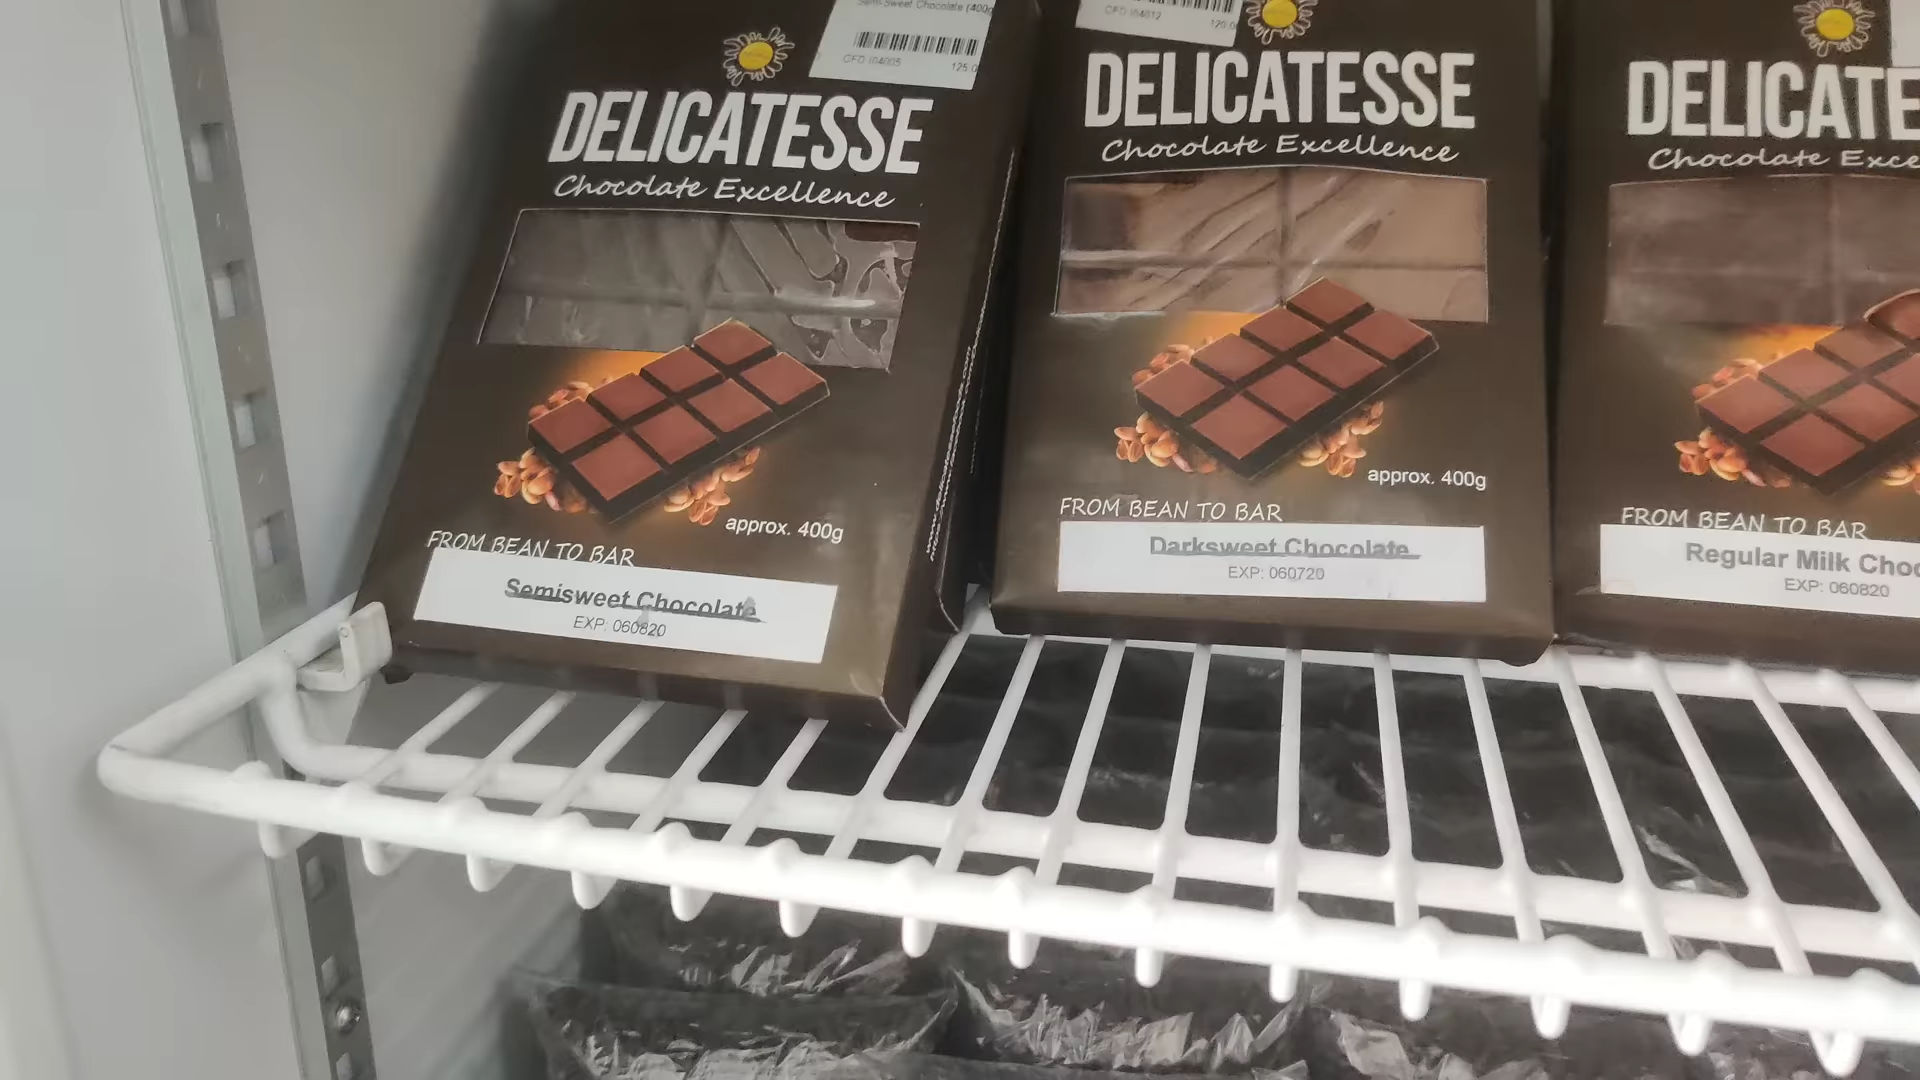 Semi-Sweet Chocolate (400g
CFD I04005 125.0
DELICATESSE
Chocolate Excellence
approx. 400g
FROM BEAN TO BAR
Semisweet Chocolate
EXP: 060820
CFD I04012 120.0
DELICATESSE
Chocolate Excellence
approx. 400g
FROM BEAN TO BAR
Darksweet Chocolate
EXP: 060720
DELICATE
Chocolate Exce
FROM BEAN TO BAR
Regular Milk Choc
EXP: 060820